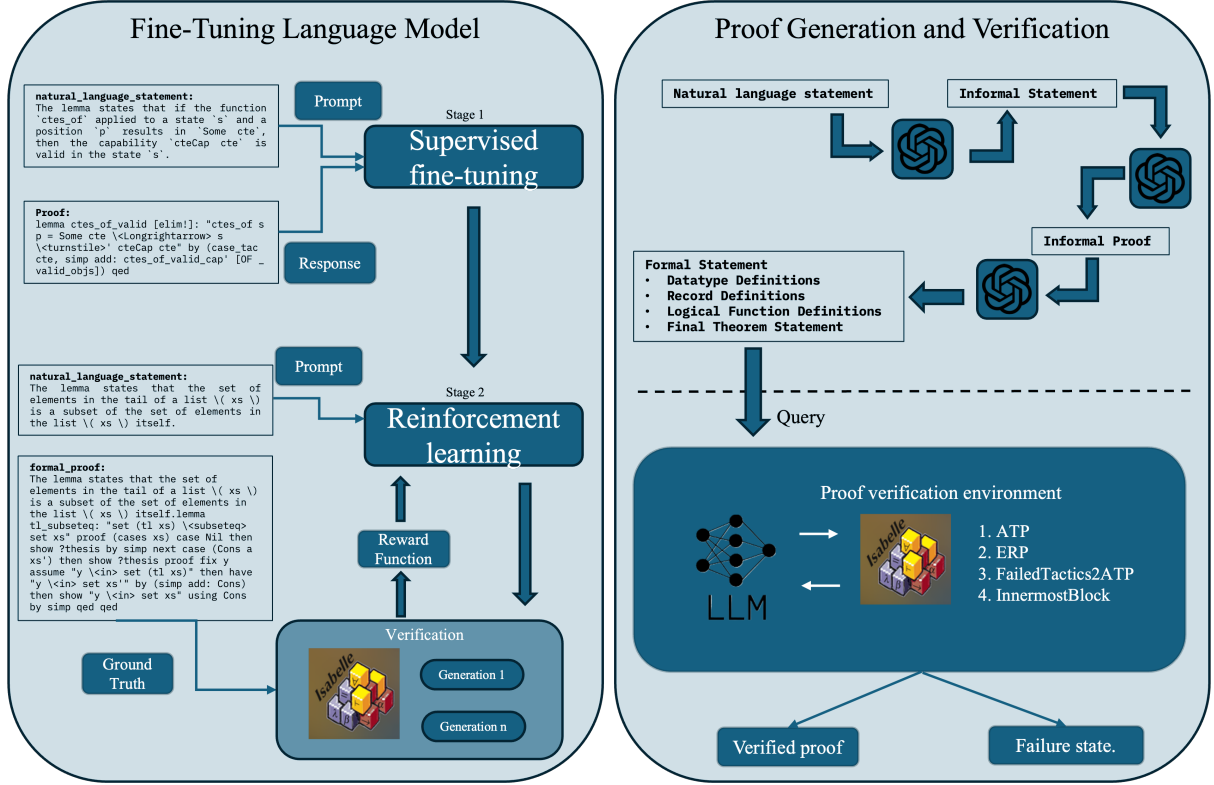 Fine-Tuning Language Model
natural_language_statement:
The lemma states that if the function
`ctes_of` applied to a state `s` and a
position `p` results in `Some cte`,
then the capability `cteCap cte` is
valid in the state `s`.
Prompt
Stage 1
Supervised
fine-tuning
Proof:
lemma ctes_of_valid [elim!]: "ctes_of s
p = Some cte \<Longrightarrow> s
\<turnstile>' cteCap cte" by (case_tac
cte, simp add: ctes_of_valid_cap' [OF _
valid_objs]) qed
Response
Prompt
natural_language_statement:
The lemma states that the set of
elements in the tail of a list \( xs \)
is a subset of the set of elements in
the list \( xs \) itself.
Stage 2
Reinforcement
learning
formal_proof:
The lemma states that the set of
elements in the tail of a list \( xs \)
is a subset of the set of elements in
the list \( xs \) itself.lemma
tl_subseteq: "set (tl xs) \<subseteq>
set xs" proof (cases xs) case Nil then
show ?thesis by simp next case (Cons a
xs') then show ?thesis proof fix y
assume "y \<in> set (tl xs)" then have
"y \<in> set xs'" by (simp add: Cons)
then show "y \<in> set xs" using Cons
by simp qed qed
Reward
Function
Ground
Truth
Verification
Isabelle
λ
β
α
Generation 1
Generation n
Proof Generation and Verification
Natural language statement
Informal Statement
Informal Proof
Formal Statement
• Datatype Definitions
• Record Definitions
• Logical Function Definitions
• Final Theorem Statement
Query
Proof verification environment
LLM
Isabelle
λ
β
α
1. ATP
2. ERP
3. FailedTactics2ATP
4. InnermostBlock
Verified proof
Failure state.